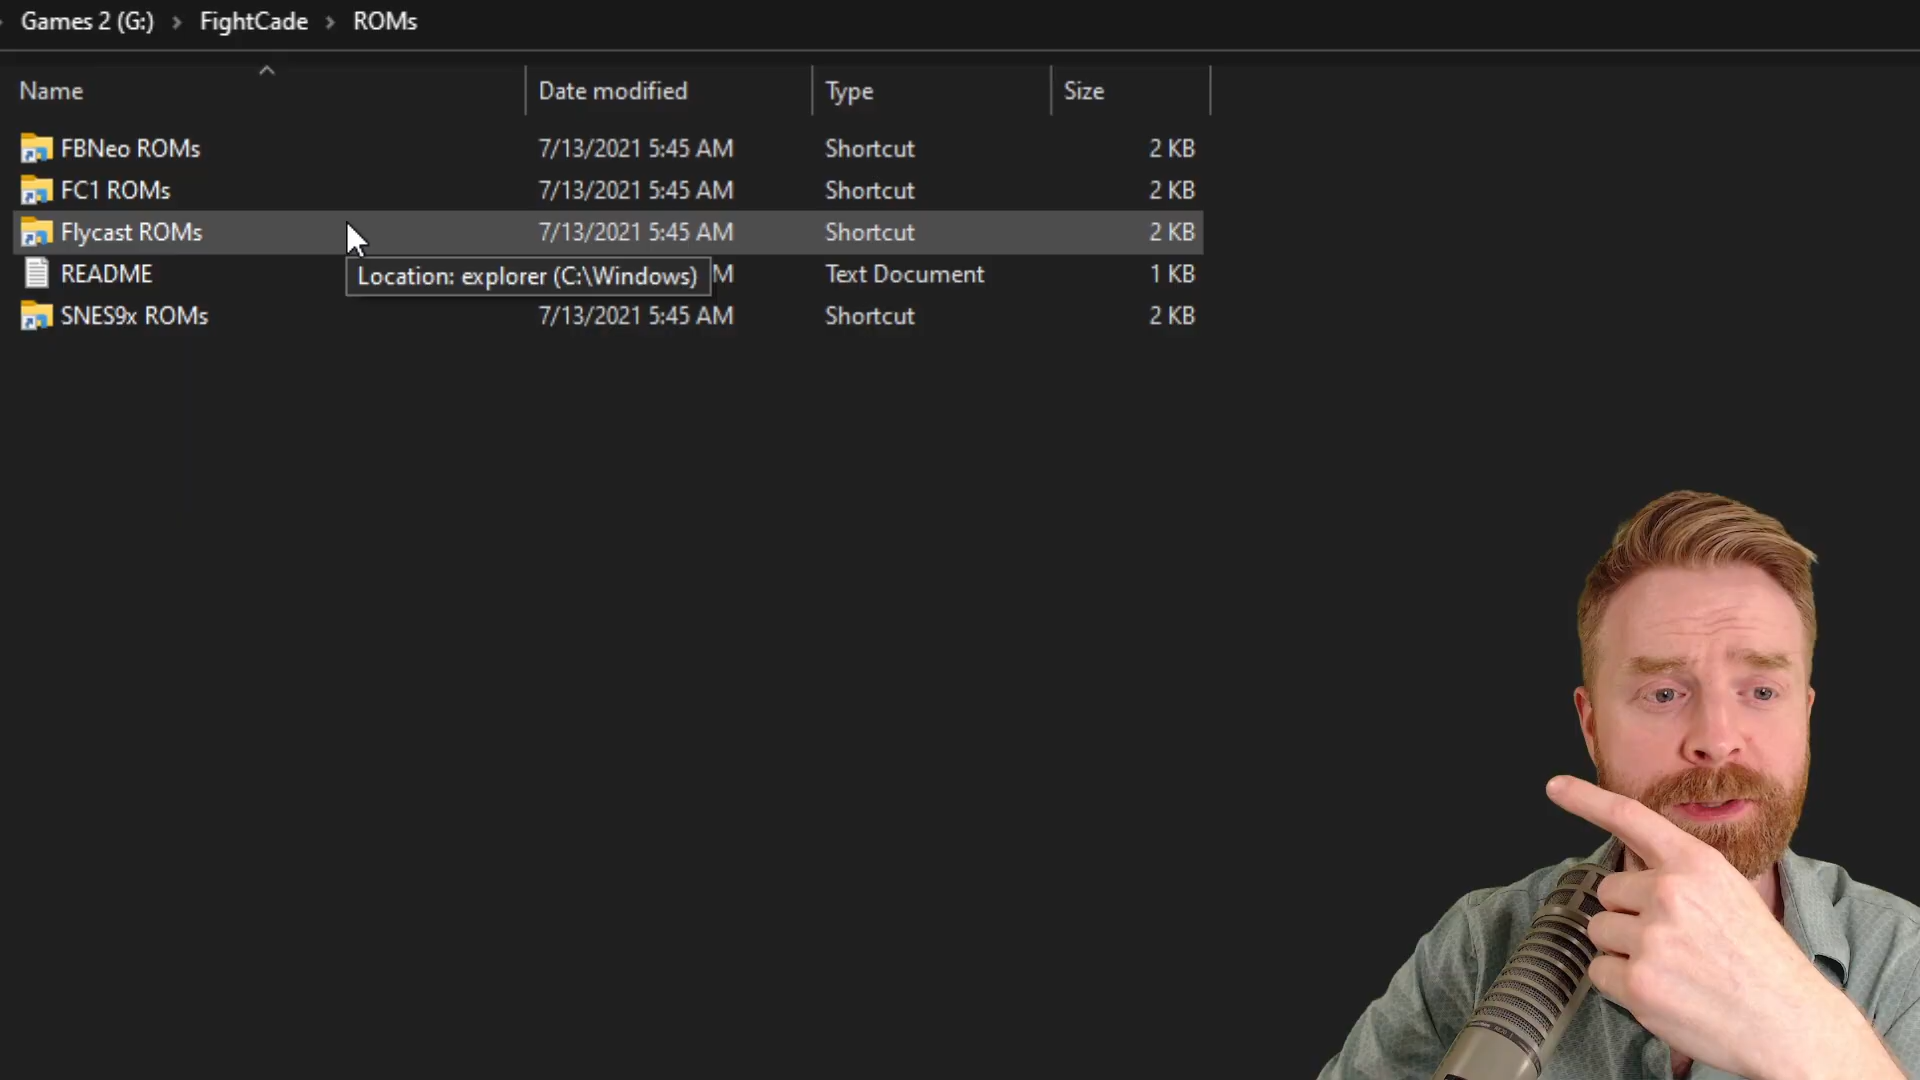 Games 2 (G:) > FightCade > ROMs
Name Date modified Type Size
FBNeo ROMs 7/13/2021 5:45 AM Shortcut 2 KB
FC1 ROMs 7/13/2021 5:45 AM Shortcut 2 KB
Flycast ROMs 7/13/2021 5:45 AM Shortcut 2 KB
README M Text Document 1 KB
Location: explorer (C:\Windows)
SNES9x ROMs 7/13/2021 5:45 AM Shortcut 2 KB